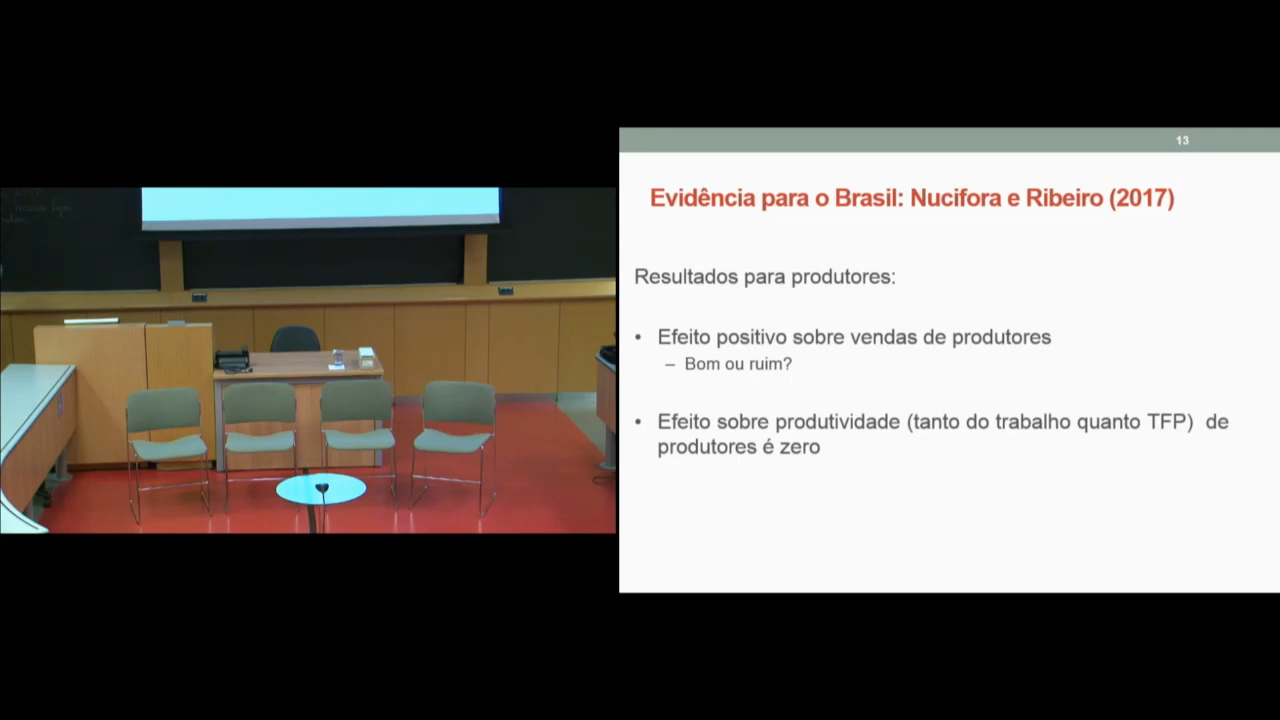 13
Evidência para o Brasil: Nucifora e Ribeiro (2017)
Resultados para produtores:
• Efeito positivo sobre vendas de produtores
– Bom ou ruim?
• Efeito sobre produtividade (tanto do trabalho quanto TFP) de
produtores é zero